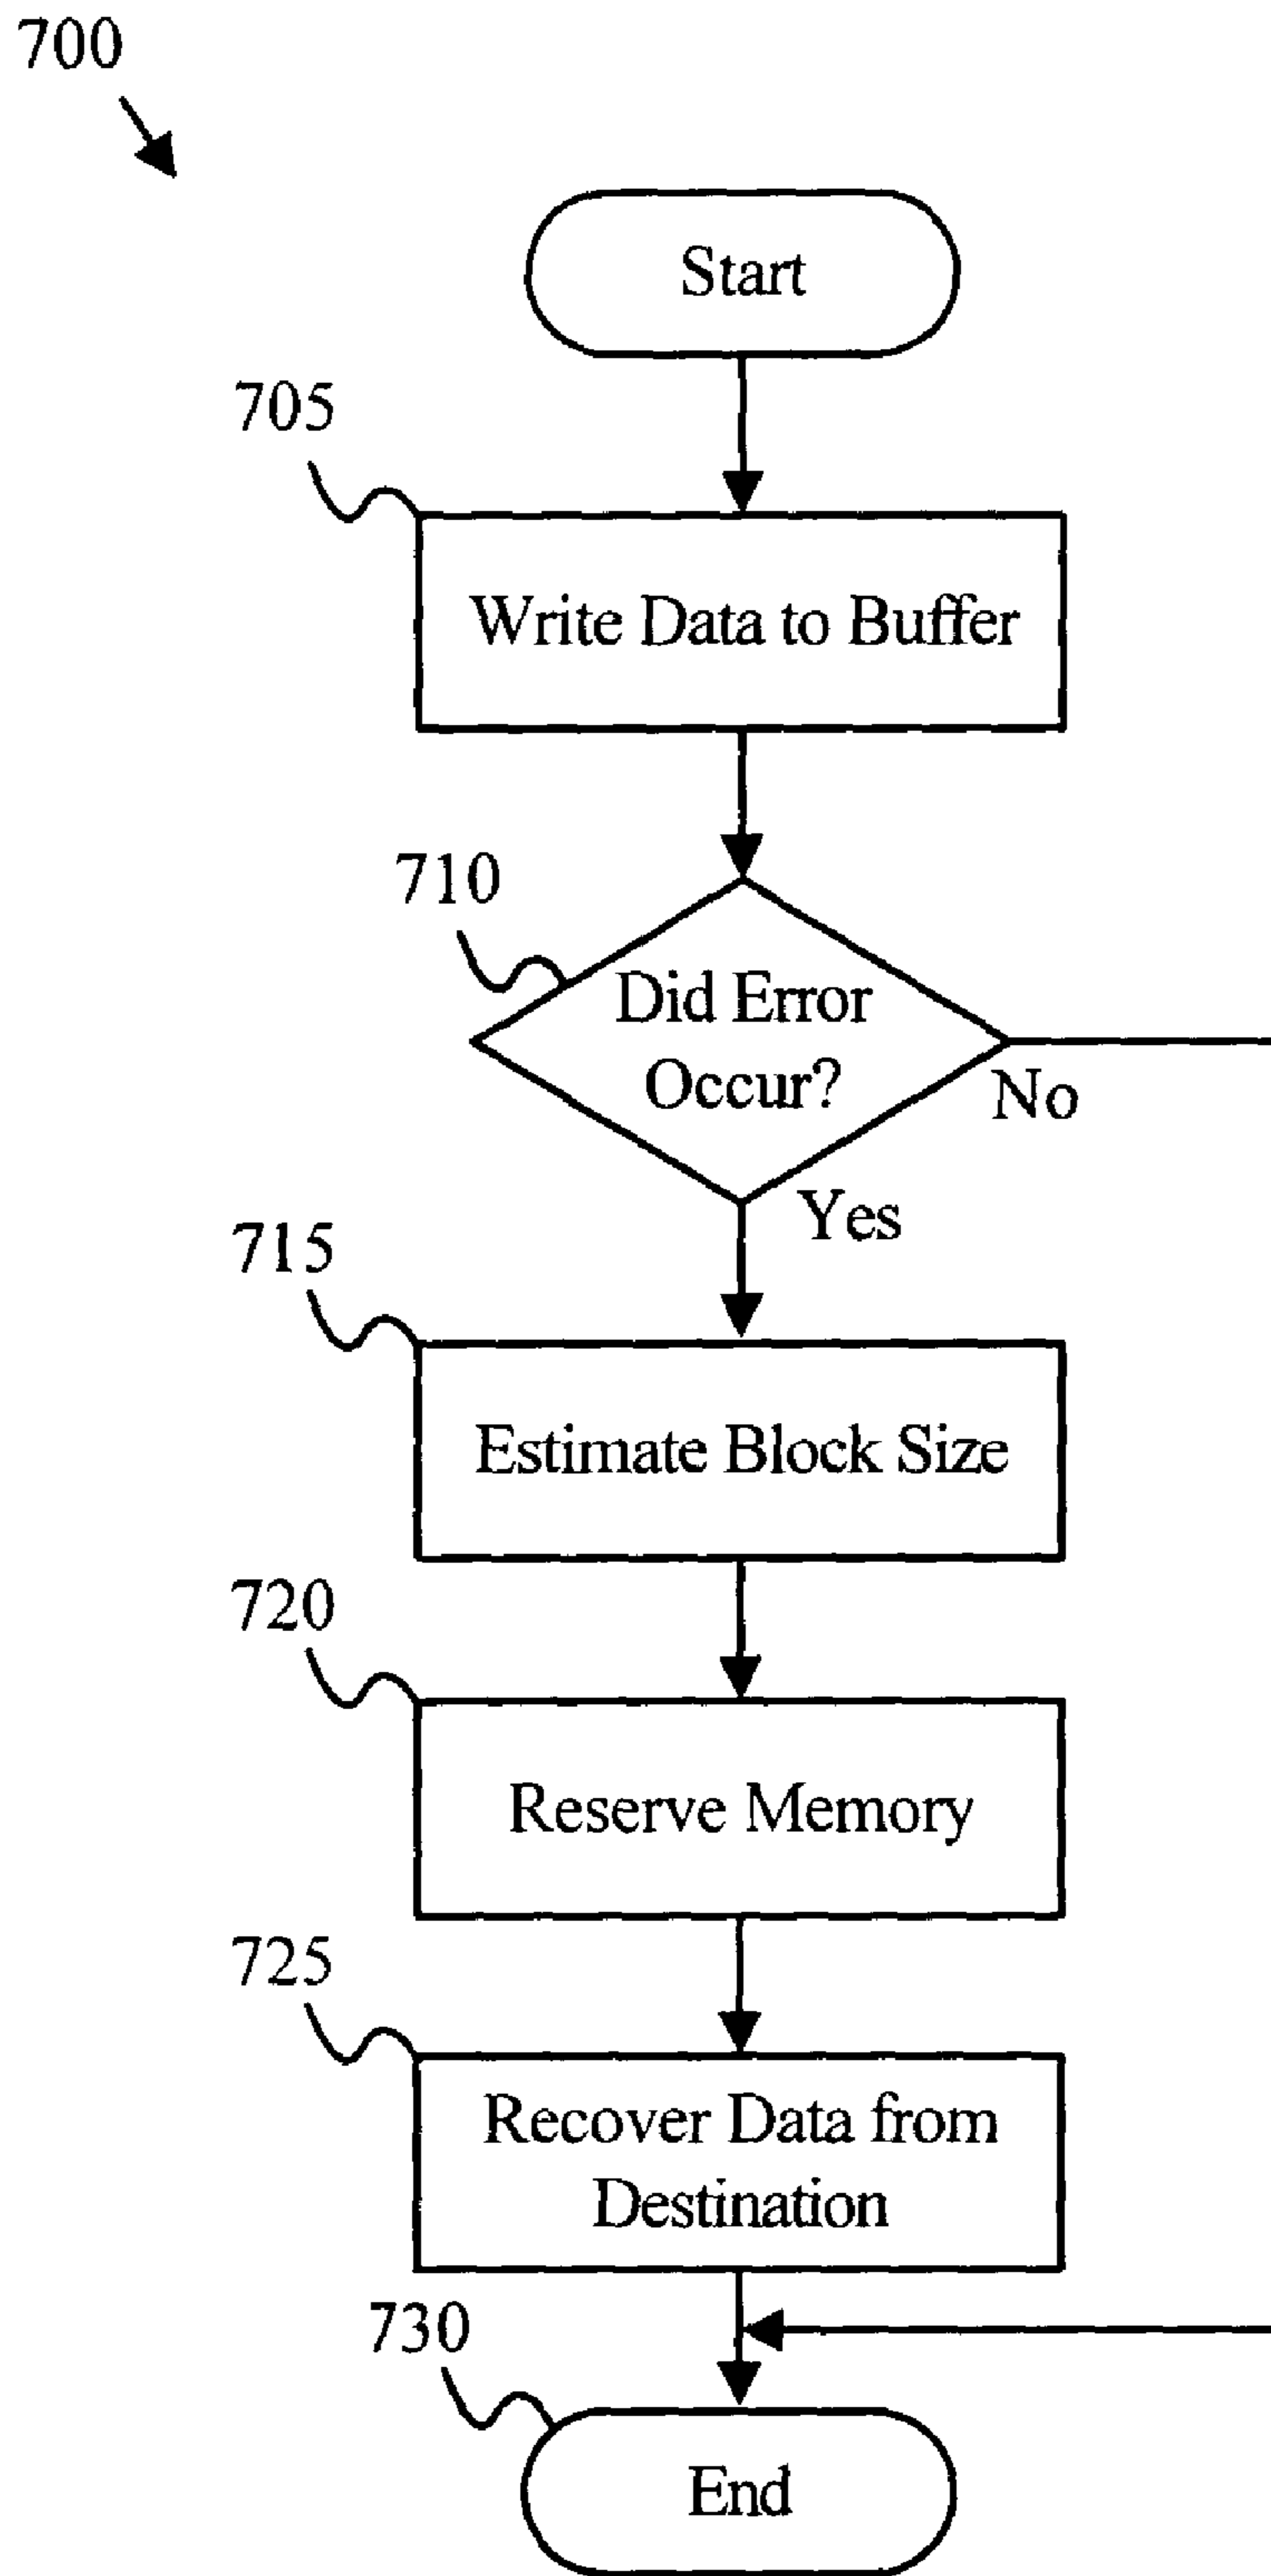 700
Start
705
Write Data to Buffer
710
Did Error
Occur?
No
Yes
715
Estimate Block Size
720
Reserve Memory
725
Recover Data from
Destination
730
End